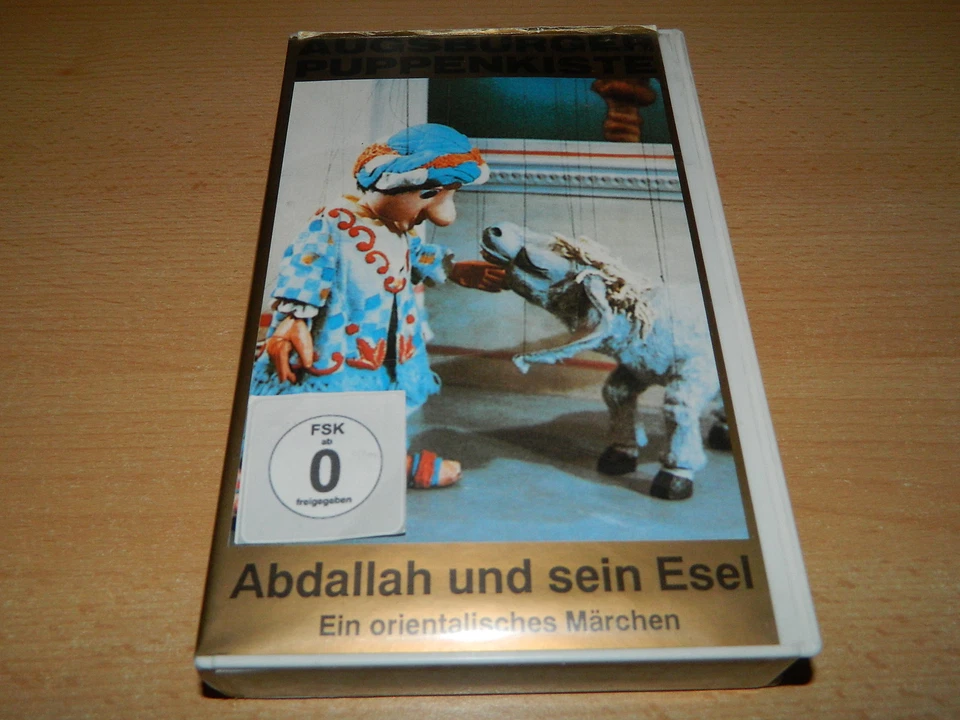 AUGSBURGER
PUPPENKISTE
FSK
ab
0
freigegeben
Abdallah und sein Esel
Ein orientalisches Märchen